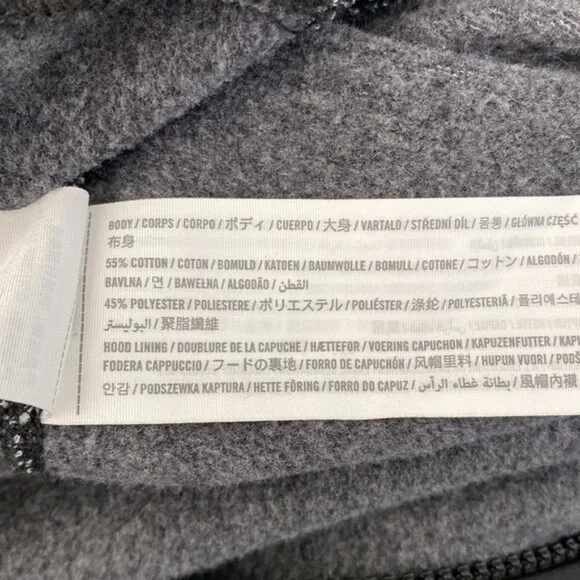 BODY / CORPS / CORPO / ボディ / CUERPO / 大身 / VARTALO / STŘEDNÍ DÍL / 몸통 / GŁÓWNA CZĘŚĆ
布身
55% COTTON / COTON / BOMULD / KATOEN / BAUMWOLLE / BOMULL / COTONE / コットン / ALGODÓN /
BAVLNA / 면 / BAWEŁNA / ALGODÃO / القطن
45% POLYESTER / POLIESTERE / ポリエステル / POLIÉSTER / 涤纶 / POLYESTERIÄ / 폴리에스테
البوليستر / 聚脂纖維
HOOD LINING / DOUBLURE DE LA CAPUCHE / HÆTTEFOR / VOERING CAPUCHON / KAPUZENFUTTER / KAPU
FODERA CAPPUCCIO / フードの裏地 / FORRO DE CAPUCHÓN / 风帽里料 / HUPUN VUORI / PODŠ
안감 / PODSZEWKA KAPTURA / HETTE FÔRING / FORRO DO CAPUZ / بطانة غطاء الرأس / 風帽內襯